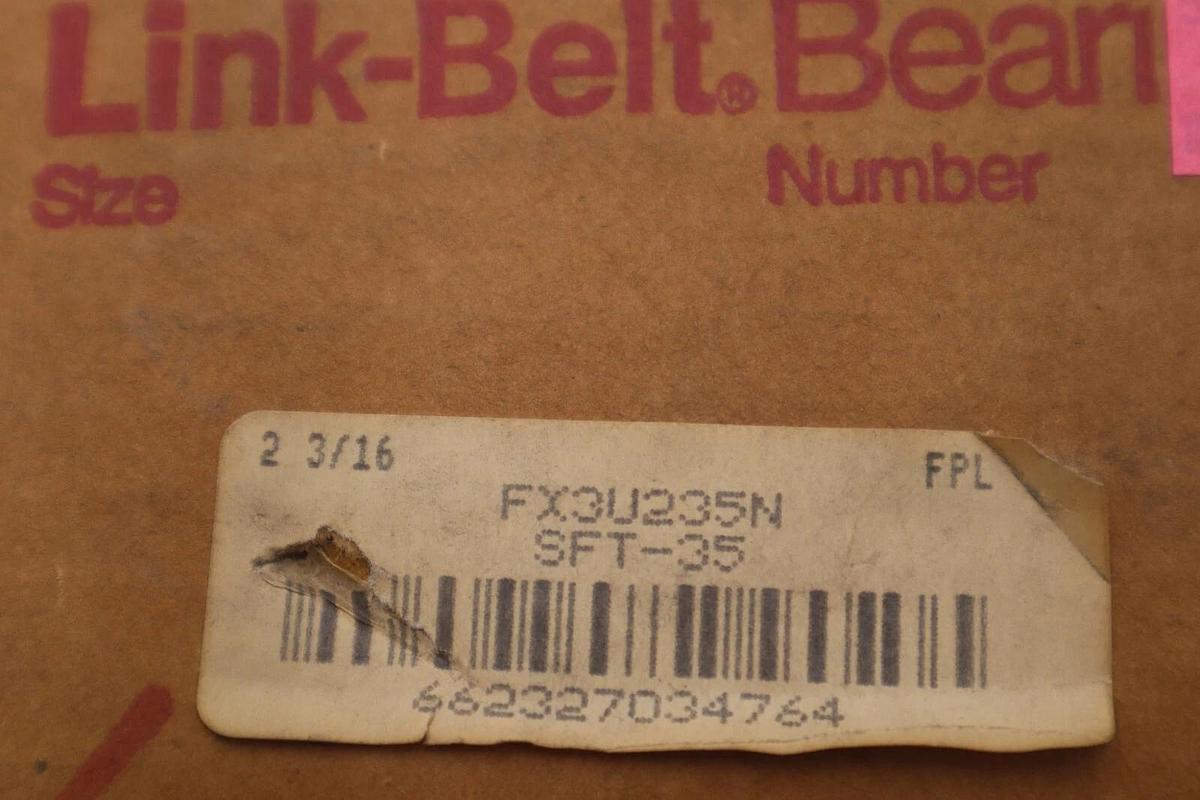 Link-Belt® Bear
Size Number
2 3/16 FPL
FX3U235N
SFT-35
662327034764